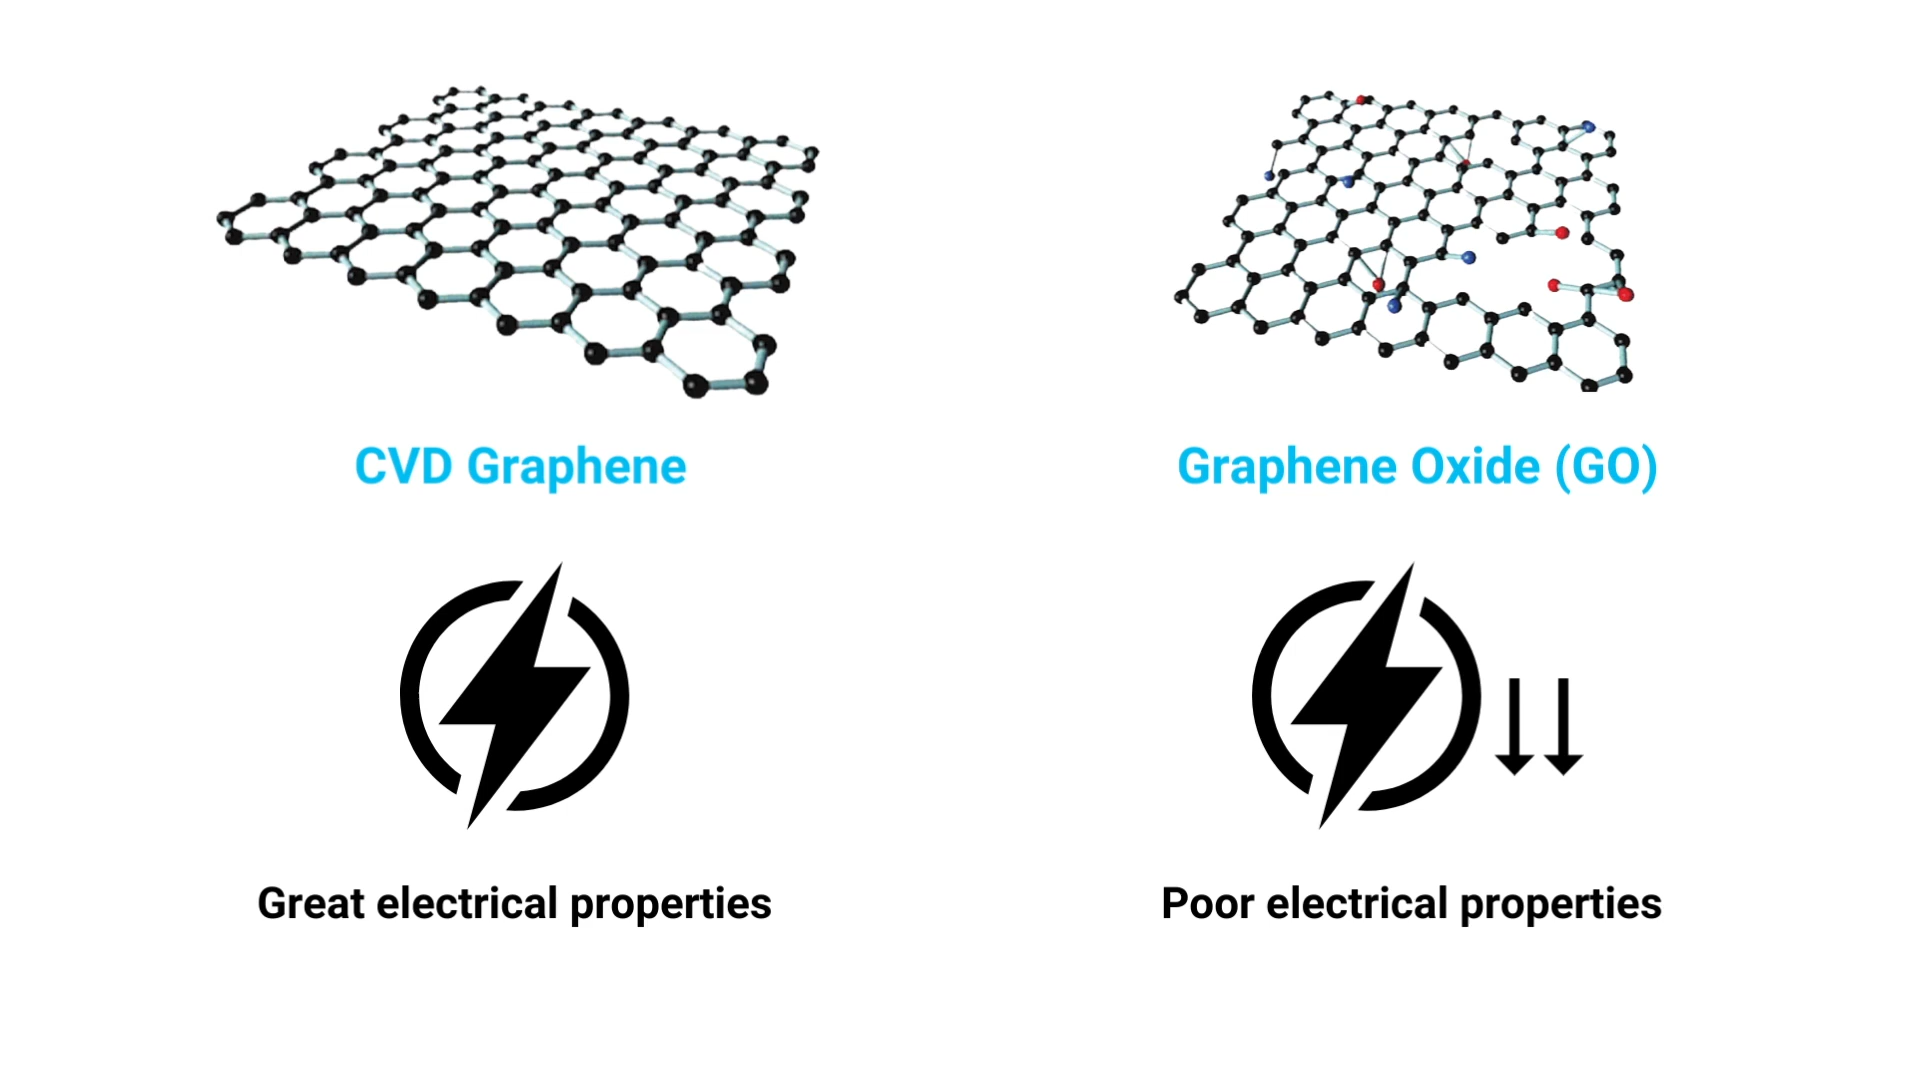 CVD Graphene
Graphene Oxide (GO)
Great electrical properties
Poor electrical properties